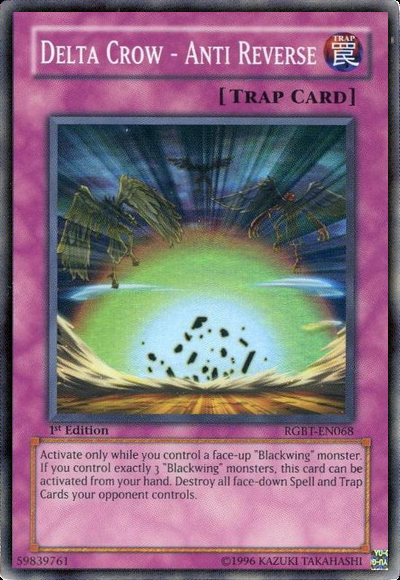 DELTA CROW - ANTI REVERSE
TRAP
罠
[TRAP CARD]
1st Edition
RGBT-EN068
Activate only while you control a face-up "Blackwing" monster.
If you control exactly 3 "Blackwing" monsters, this card can be
activated from your hand. Destroy all face-down Spell and Trap
Cards your opponent controls.
59839761
©1996 KAZUKI TAKAHASHI